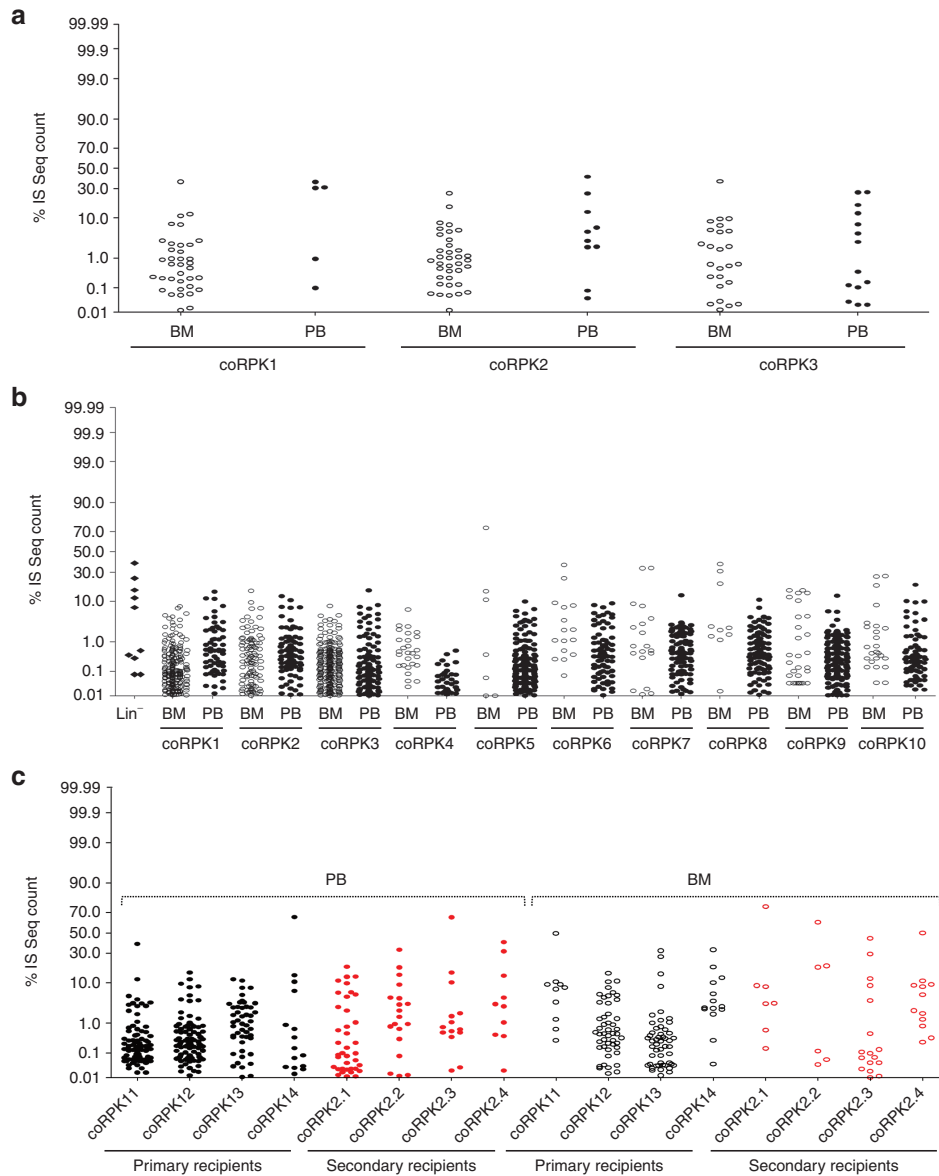 a
99.99
99.9
99.0
90.0
70.0
50.0
30.0
10.0
1.0
0.1
0.01
% IS Seq count
BM PB BM PB BM PB
coRPK1 coRPK2 coRPK3
b
99.99
99.9
99.0
90.0
70.0
50.0
30.0
10.0
1.0
0.1
0.01
% IS Seq count
Lin⁻ BM PB BM PB BM PB BM PB BM PB BM PB BM PB BM PB BM PB BM PB
coRPK1 coRPK2 coRPK3 coRPK4 coRPK5 coRPK6 coRPK7 coRPK8 coRPK9 coRPK10
c
99.99
99.9
99.0
90.0
70.0
50.0
30.0
10.0
1.0
0.1
0.01
% IS Seq count
PB BM
coRPK11 coRPK12 coRPK13 coRPK14 coRPK2.1 coRPK2.2 coRPK2.3 coRPK2.4 coRPK11 coRPK12 coRPK13 coRPK14 coRPK2.1 coRPK2.2 coRPK2.3 coRPK2.4
Primary recipients Secondary recipients Primary recipients Secondary recipients